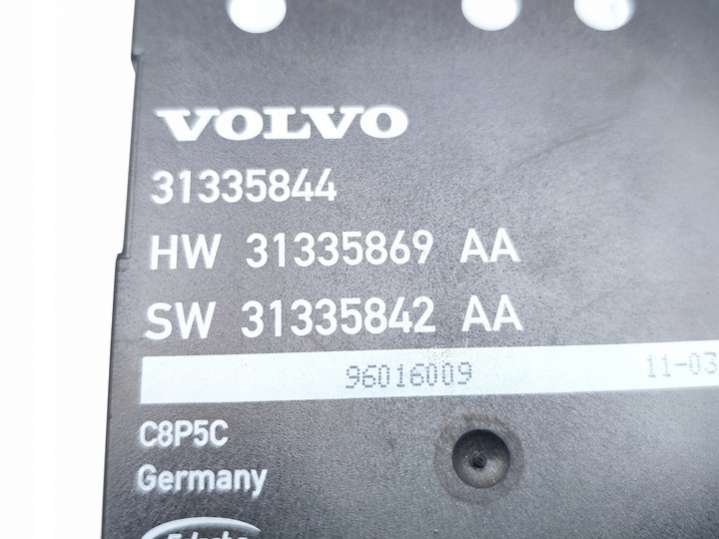 VOLVO
31335844
HW 31335869 AA
SW 31335842 AA
96016009 11-03
C8P5C
Germany